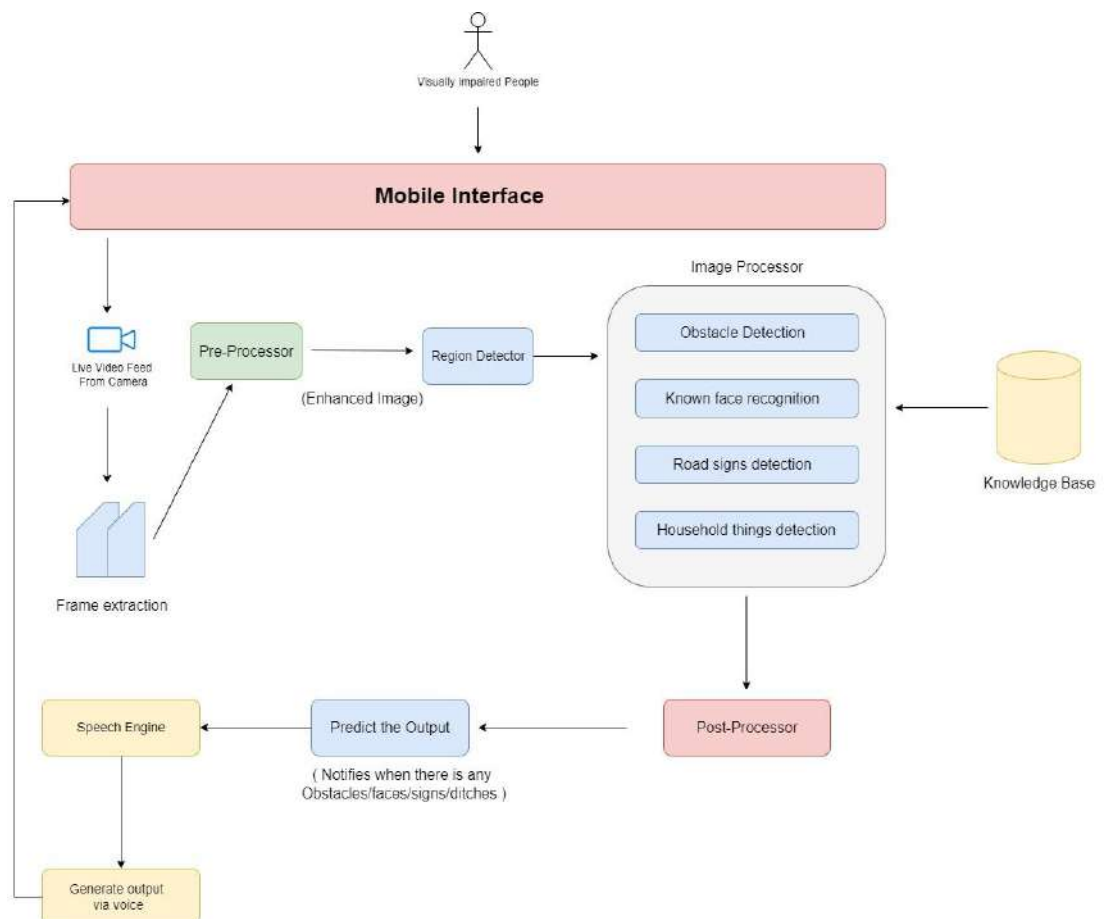 Visually Impaired People
Mobile Interface
Image Processor
Live Video Feed
From Camera
Pre-Processor
(Enhanced Image)
Region Detector
Obstacle Detection
Known face recognition
Road signs detection
Household things detection
Knowledge Base
Frame extraction
Speech Engine
Predict the Output
Post-Processor
( Notifies when there is any
Obstacles/faces/signs/ditches )
Generate output
via voice